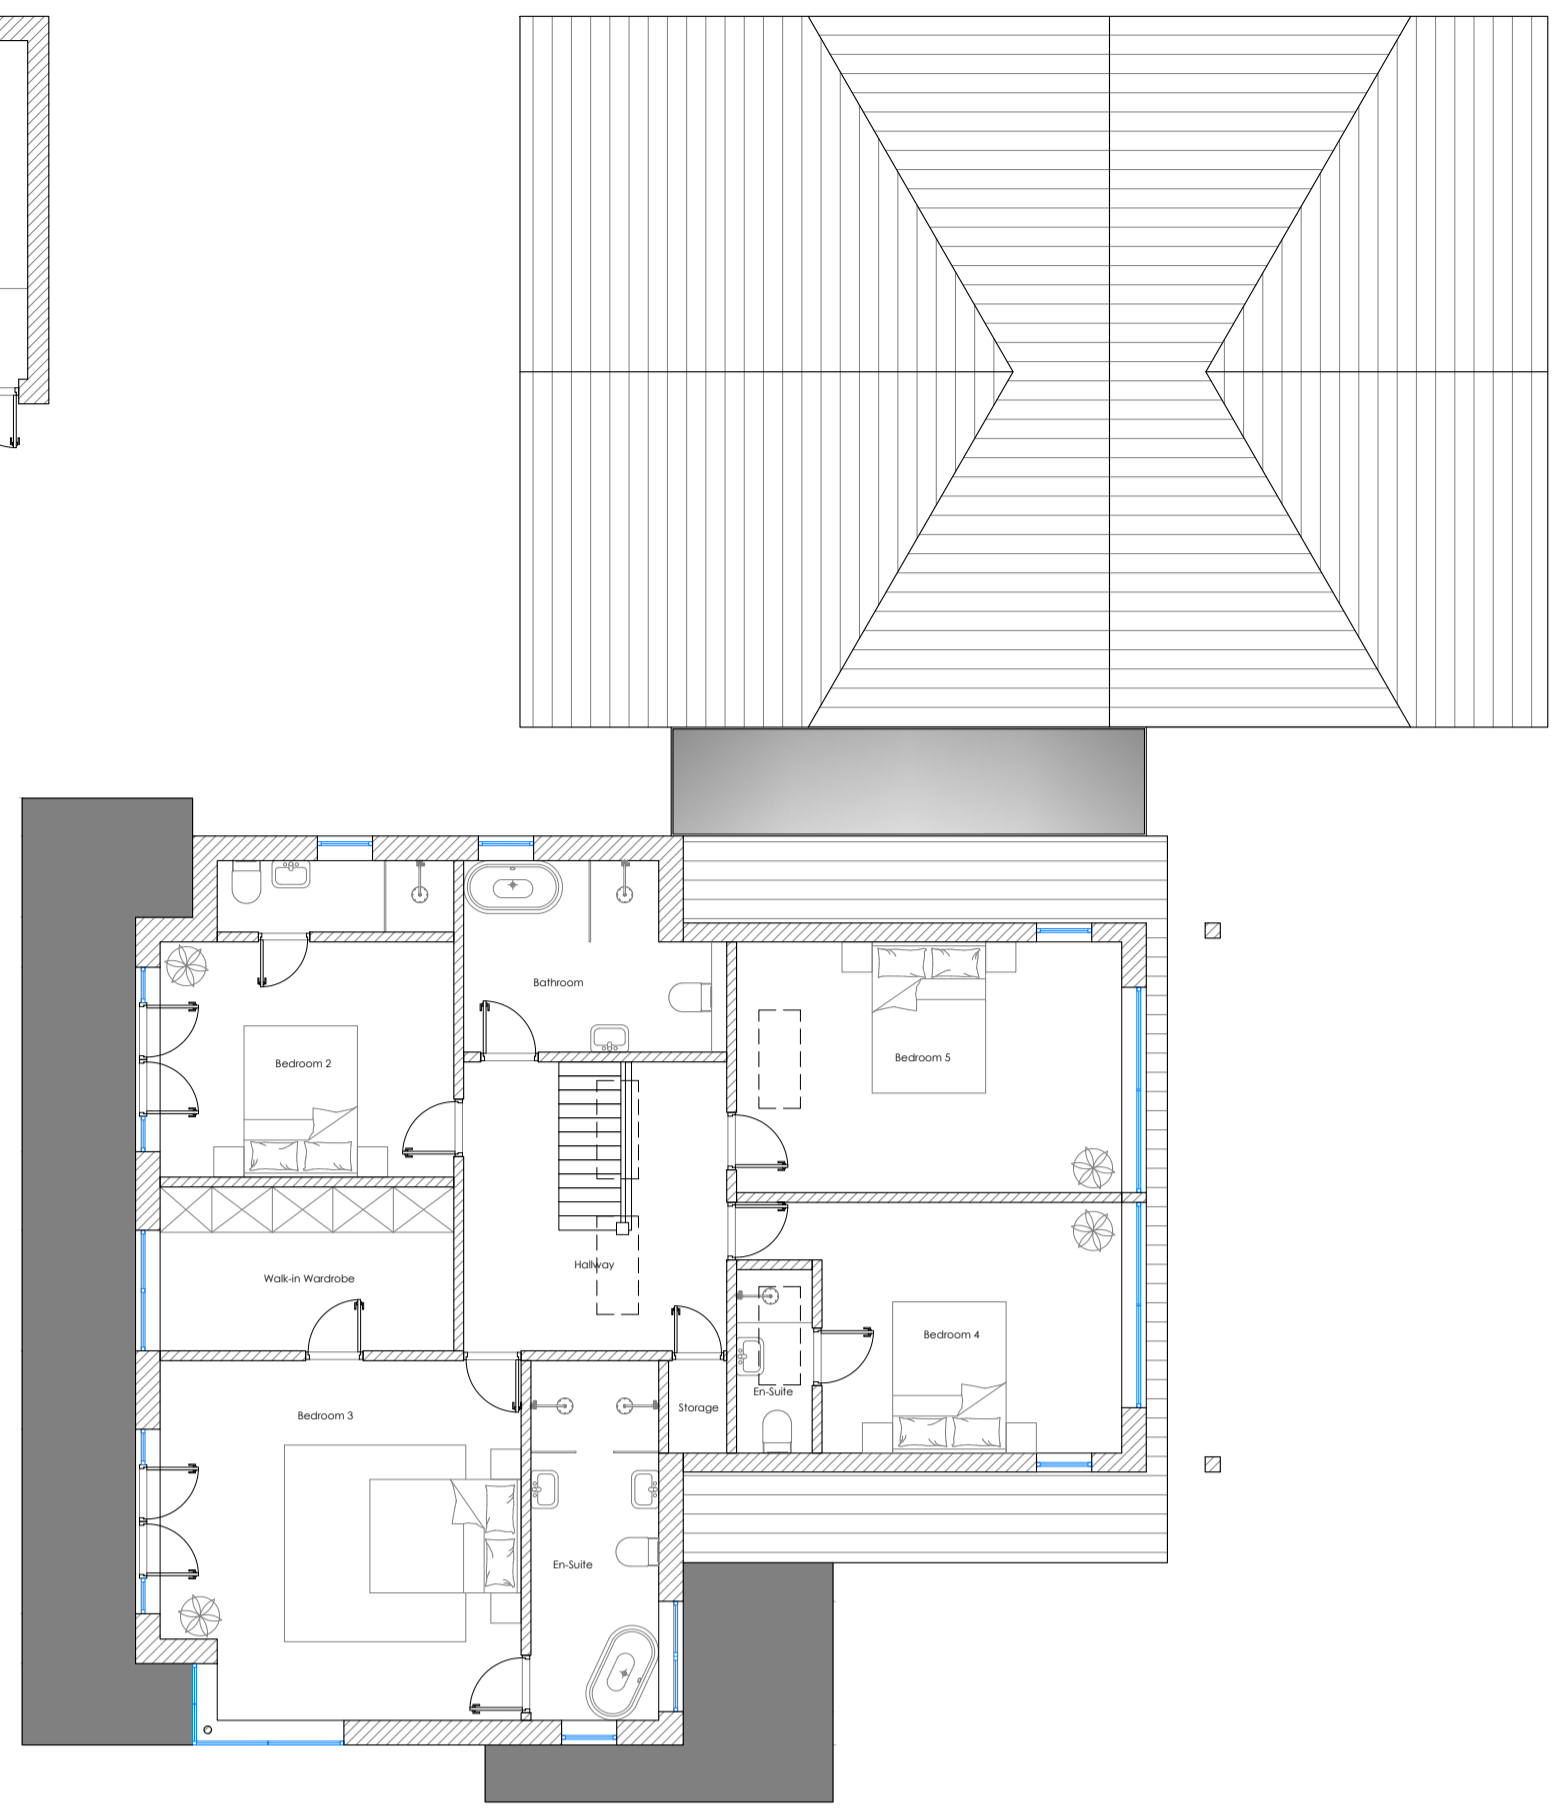 Bathroom
Bedroom 2
Bedroom 5
Hallway
Walk-in Wardrobe
Bedroom 4
En-Suite
Storage
Bedroom 3
En-Suite